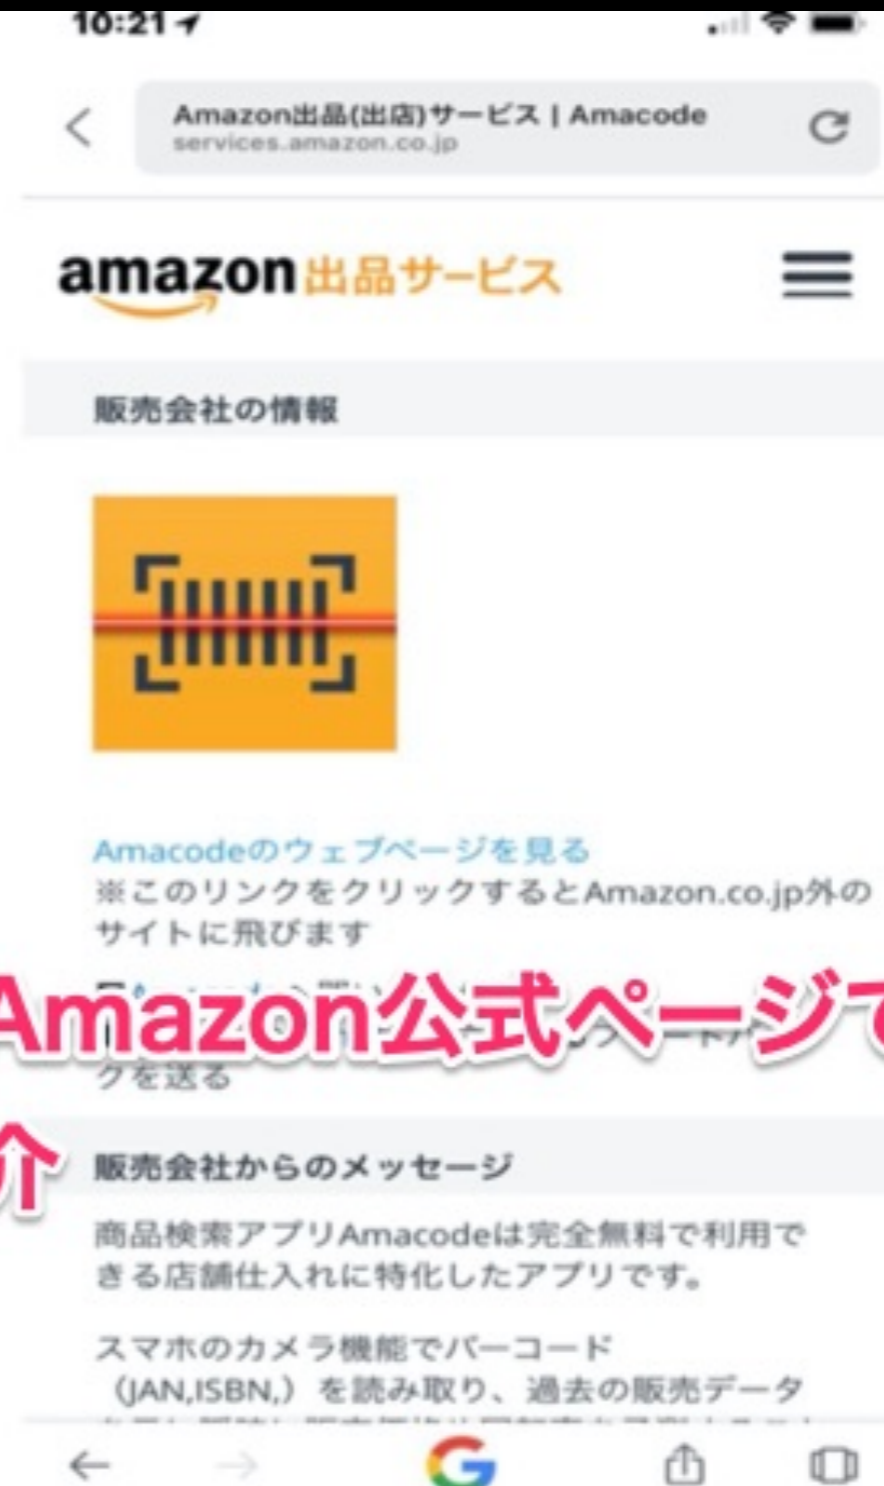 10:21
Amazon出品(出店)サービス | Amacode
services.amazon.co.jp
amazon出品サービス
販売会社の情報
Amacodeのウェブページを見る
※このリンクをクリックするとAmazon.co.jp外の
サイトに飛びます
Amazon公式ページで
クを送る
介
販売会社からのメッセージ
商品検索アプリAmacodeは完全無料で利用で
きる店舗仕入れに特化したアプリです。
スマホのカメラ機能でバーコード
（JAN,ISBN,）を読み取り、過去の販売データ